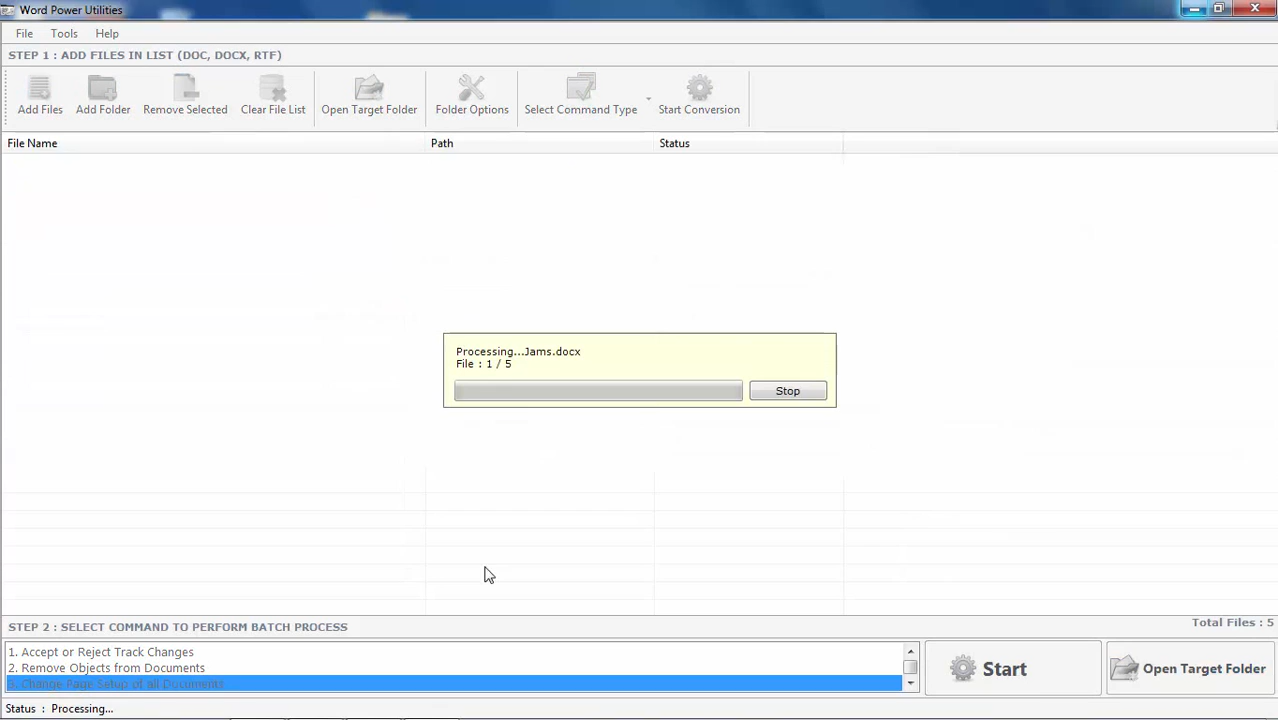 Word Power Utilities
File Tools Help
STEP 1 : ADD FILES IN LIST (DOC, DOCX, RTF)
Add Files Add Folder Remove Selected Clear File List Open Target Folder Folder Options Select Command Type Start Conversion
File Name Path Status
Processing...Jams.docx
File : 1 / 5
Stop
STEP 2 : SELECT COMMAND TO PERFORM BATCH PROCESS
Total Files : 5
1. Accept or Reject Track Changes
2. Remove Objects from Documents
3. Change Page Setup of all Documents
Start
Open Target Folder
Status : Processing...